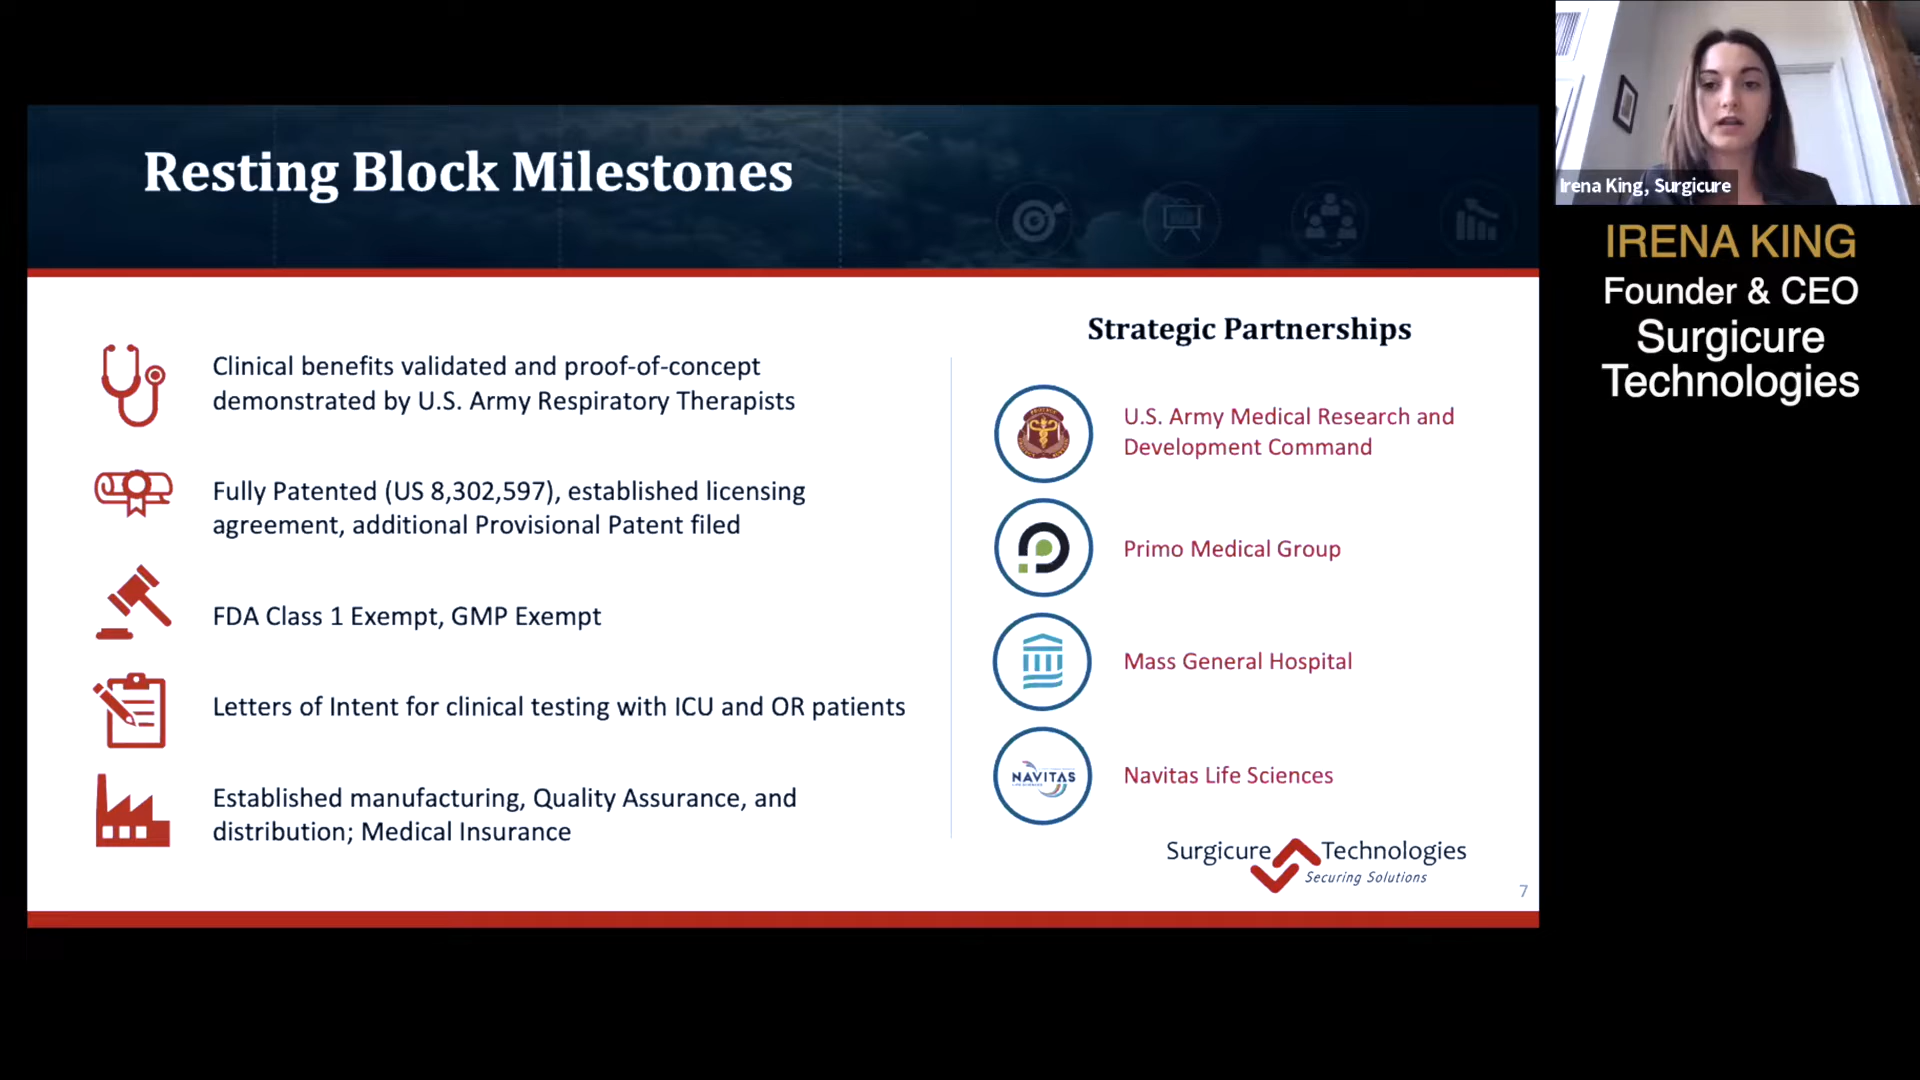 Resting Block Milestones
Clinical benefits validated and proof-of-concept
demonstrated by U.S. Army Respiratory Therapists
Fully Patented (US 8,302,597), established licensing
agreement, additional Provisional Patent filed
FDA Class 1 Exempt, GMP Exempt
Letters of Intent for clinical testing with ICU and OR patients
Established manufacturing, Quality Assurance, and
distribution; Medical Insurance
Strategic Partnerships
U.S. Army Medical Research and
Development Command
Primo Medical Group
Mass General Hospital
NAVITAS
Navitas Life Sciences
Surgicure Technologies
Securing Solutions
7
Irena King, Surgicure
IRENA KING
Founder & CEO
Surgicure
Technologies